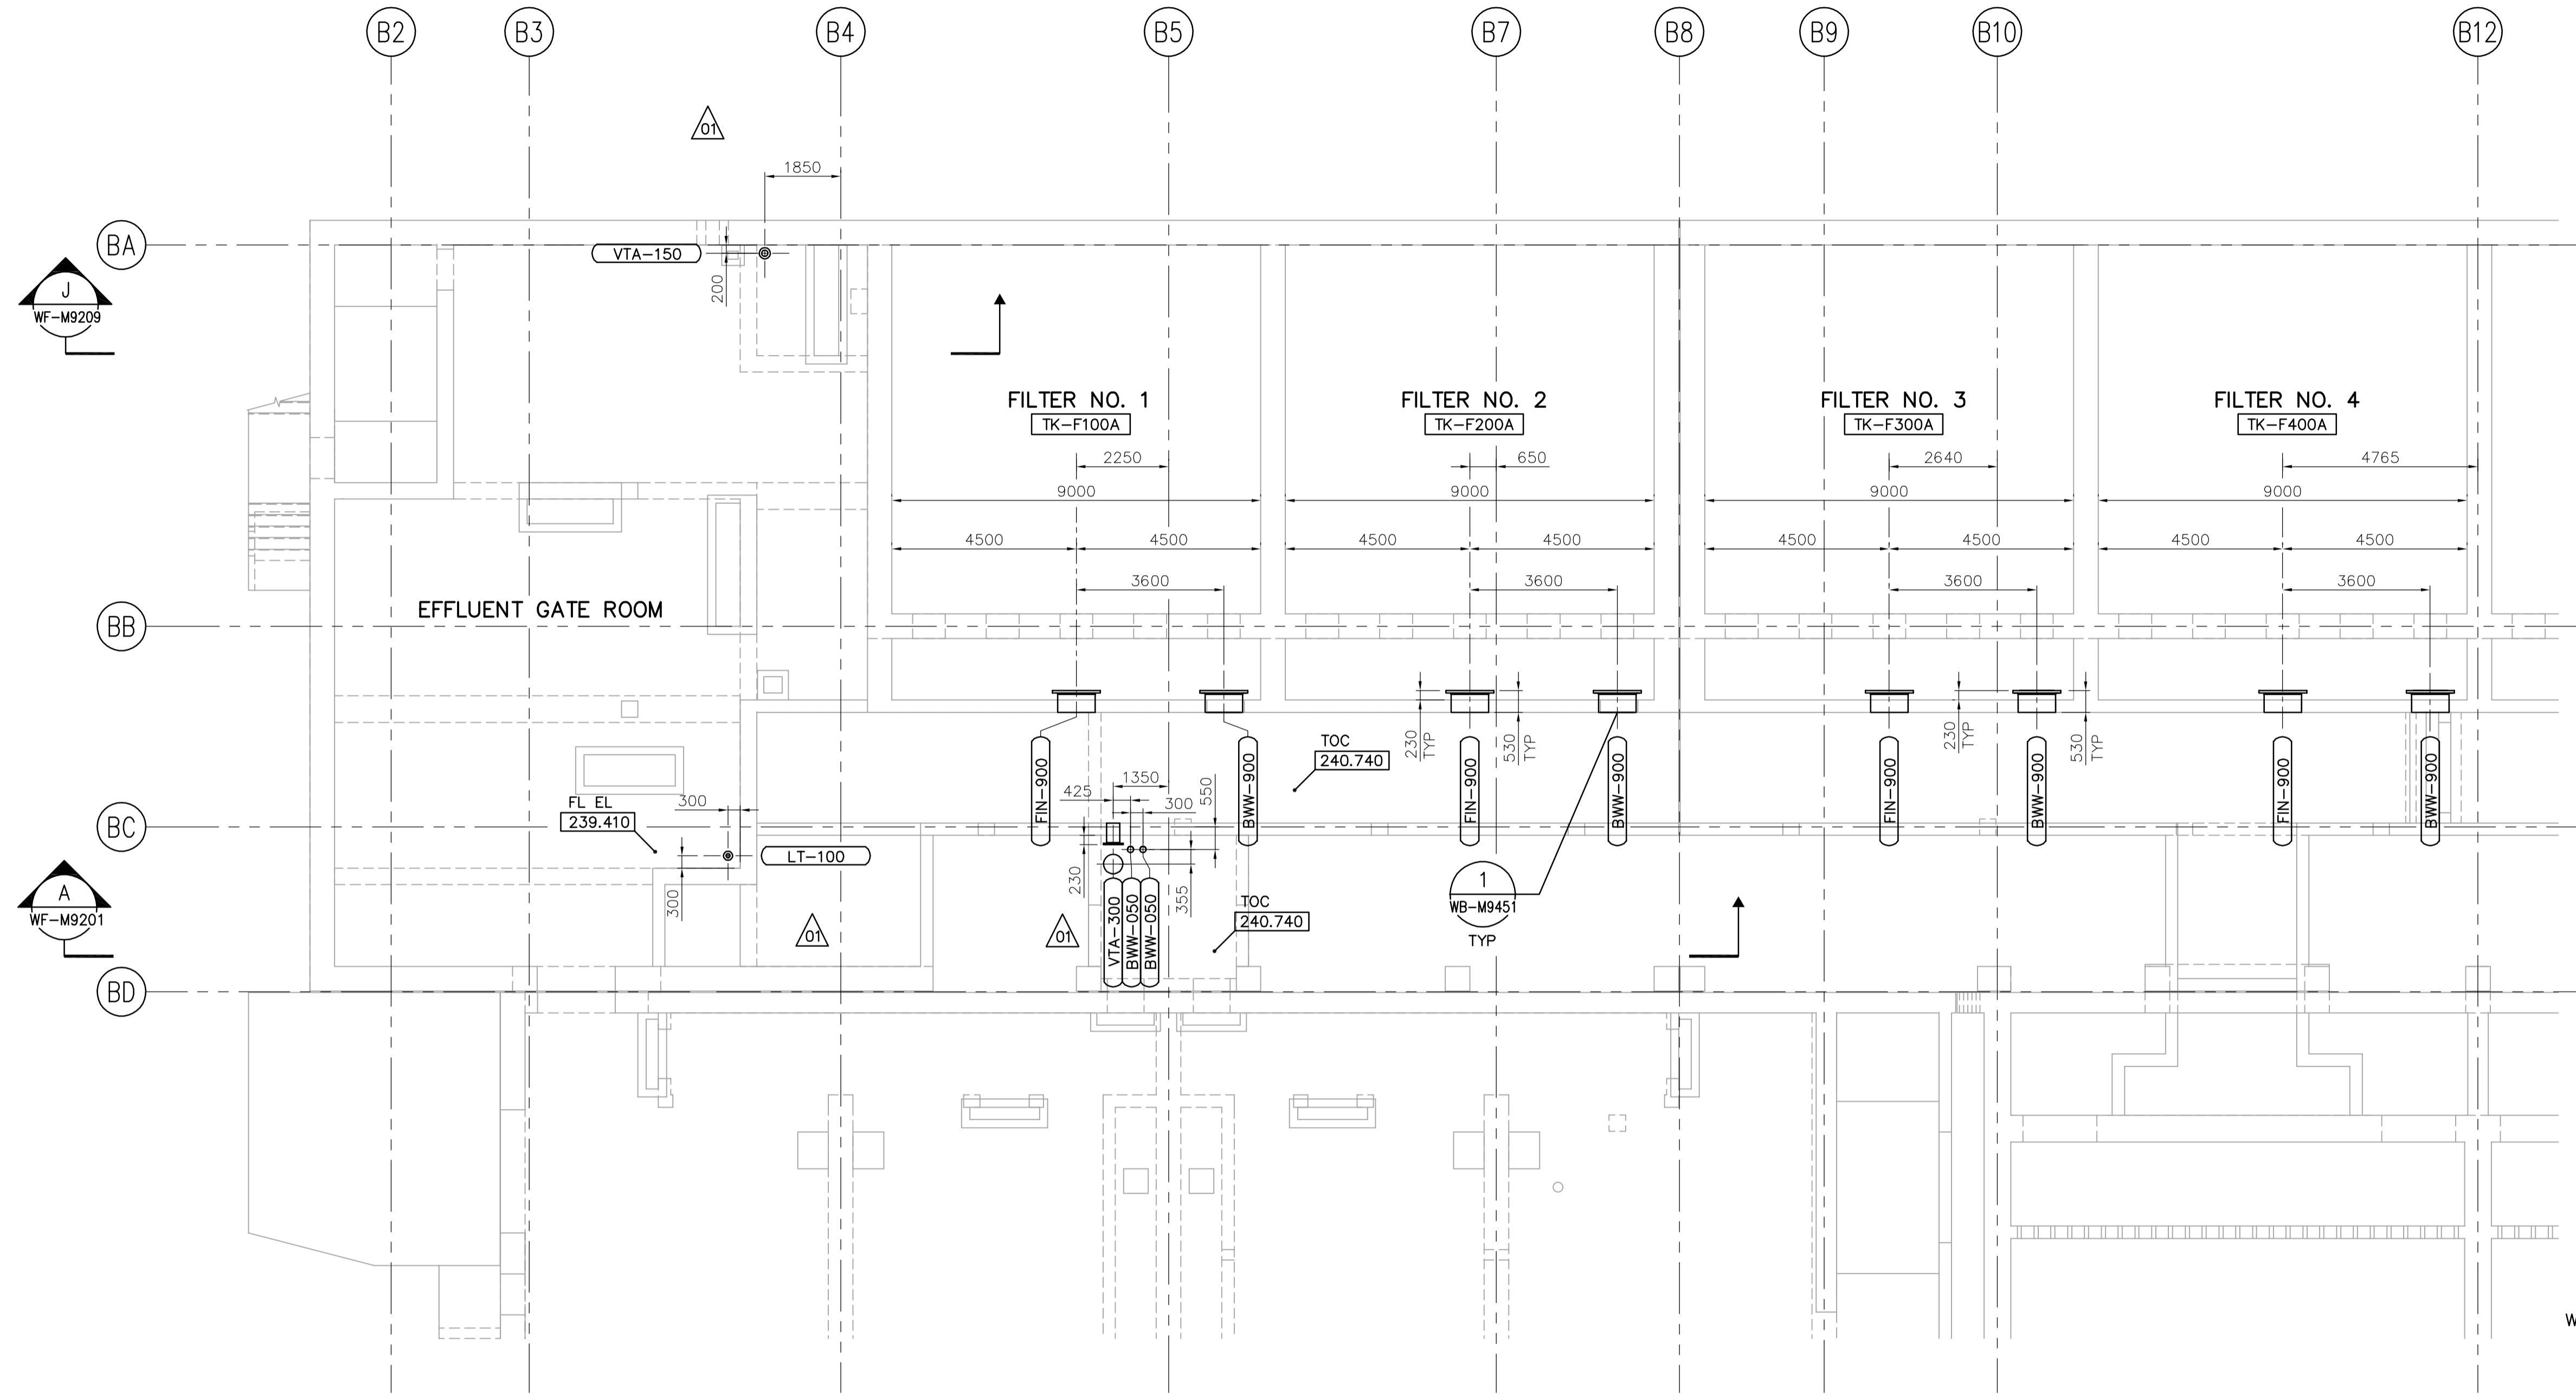 B2 B3 B4 B5 B7 B8 B9 B10 B12
01
1850
BA
VTA-150
200
J
WF-M9209
FILTER NO. 1
TK-F100A
FILTER NO. 2
TK-F200A
FILTER NO. 3
TK-F300A
FILTER NO. 4
TK-F400A
2250
650
2640
4765
9000
9000
9000
9000
4500
4500
4500
4500
4500
4500
4500
4500
3600
3600
3600
3600
EFFLUENT GATE ROOM
BB
230
TYP
530
TYP
230
TYP
530
TYP
FIN-900
BWW-900
TOC
240.740
FIN-900
BWW-900
FIN-900
BWW-900
FIN-900
BWW-900
1350
425
300
550
FL EL
239.410
300
BC
LT-100
300
230
355
VTA-300
BWW-050
BWW-050
TOC
240.740
1
WB-M9451
TYP
A
WF-M9201
01
01
BD
W